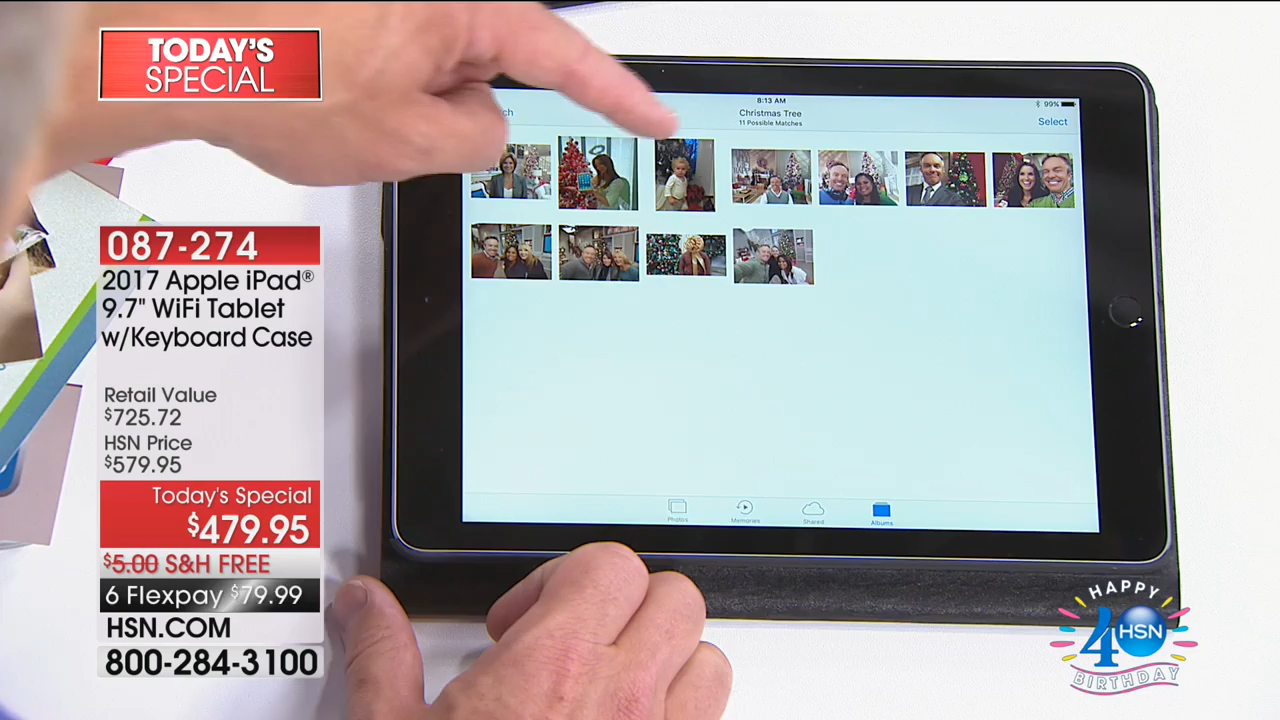 TODAY'S
SPECIAL
087-274
2017 Apple iPad®
9.7" WiFi Tablet
w/Keyboard Case
Retail Value
$725.72
HSN Price
$579.95
Today's Special
$479.95
$5.00 S&H FREE
6 Flexpay $79.99
HSN.COM
800-284-3100
8:13 AM
99%
Christmas Tree
11 Possible Matches
Select
Photos
Memories
Shared
Albums
HAPPY
40
HSN
BIRTHDAY